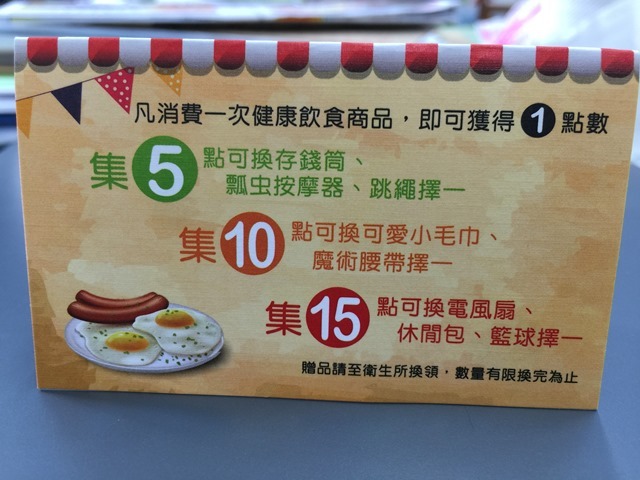 凡消費一次健康飲食商品，即可獲得1點數
集5點可換存錢筒、
瓢虫按摩器、跳繩擇一
集10點可換可愛小毛巾、
魔術腰帶擇一
集15點可換電風扇、
休閒包、籃球擇一
贈品請至衛生所換領，數量有限換完為止